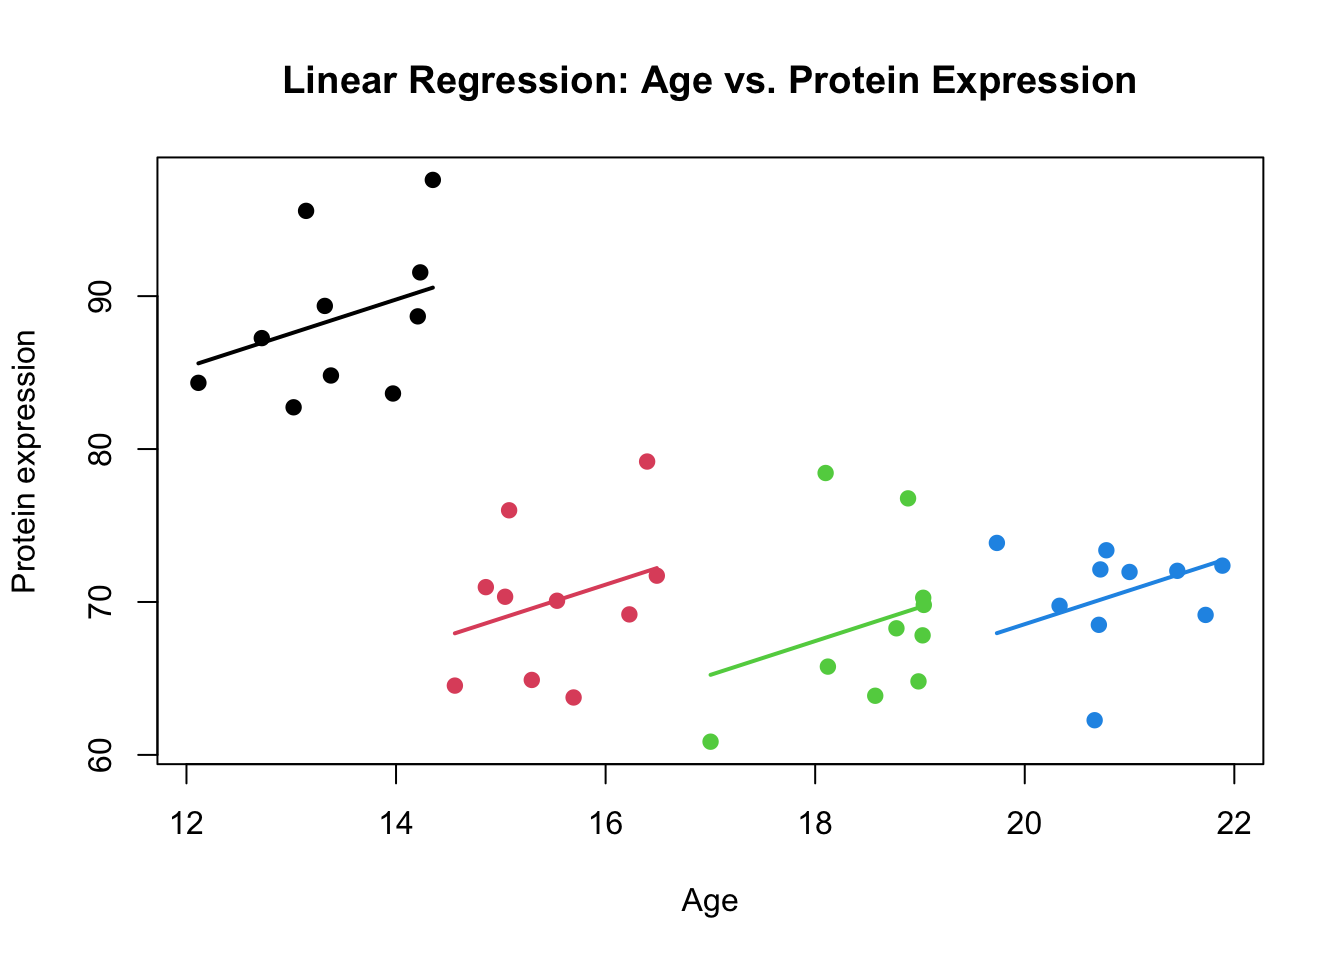 Linear Regression: Age vs. Protein Expression
Protein expression
90
80
70
60
12 14 16 18 20 22
Age